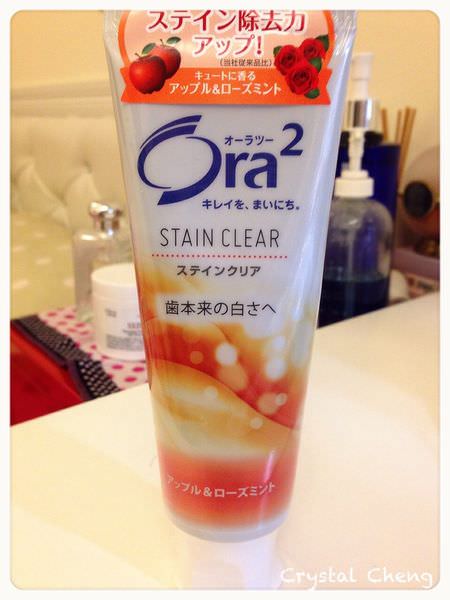 ステイン除去力
アップ!
(当社従来品比)
キュートに香る
アップル&ローズミント
オーラツー
Ora2
キレイを、まいにち。
STAIN CLEAR
ステインクリア
歯本来の白さへ
アップル&ローズミント
Crystal Cheng